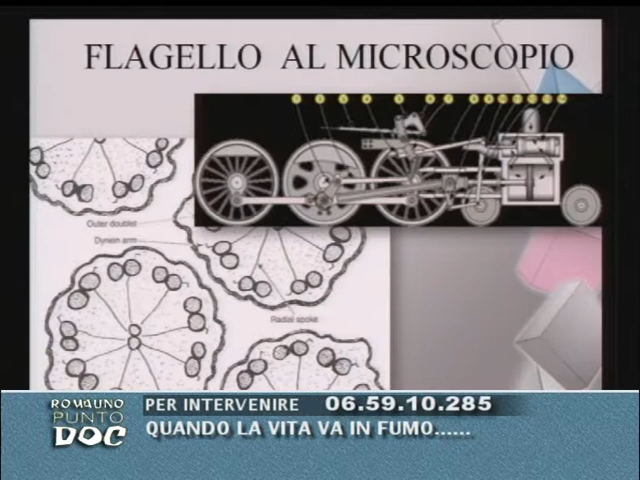 FLAGELLO AL MICROSCOPIO
Outer doublet
Dynein arm
Radial spoke
ROMAUNO
PUNTO
DOC
PER INTERVENIRE 06.59.10.285
QUANDO LA VITA VA IN FUMO......